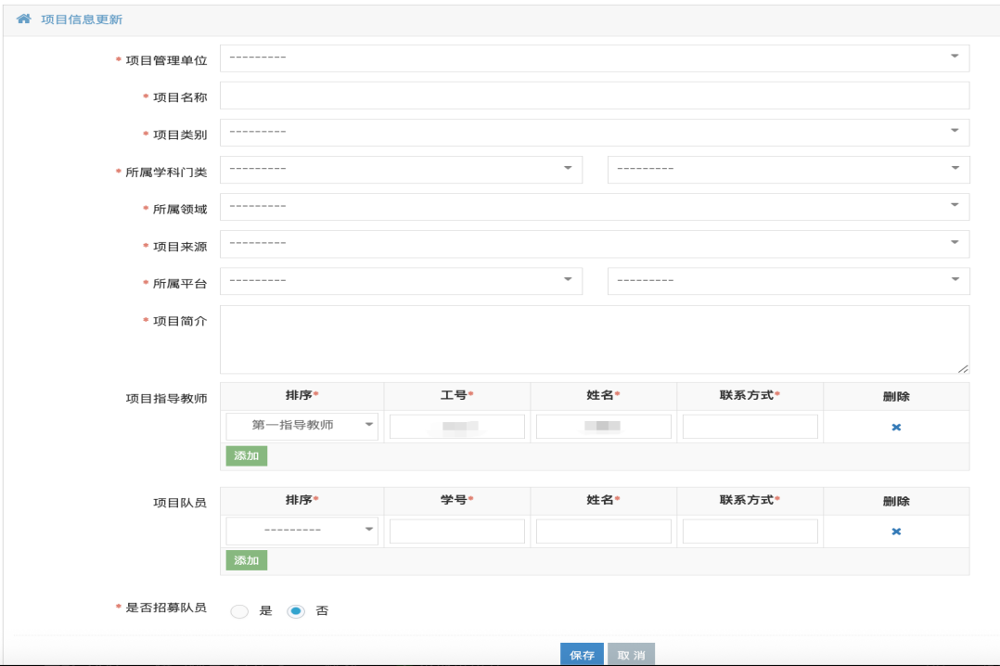 项目信息更新
* 项目管理单位 ---------
* 项目名称
* 项目类别 ---------
* 所属学科门类 --------- ---------
* 所属领域 ---------
* 项目来源 ---------
* 所属平台 --------- ---------
* 项目简介
项目指导教师 排序* 工号* 姓名* 联系方式* 删除
第一指导教师
添加
项目队员 排序* 学号* 姓名* 联系方式* 删除
---------
添加
* 是否招募队员 是 否
保存 取消